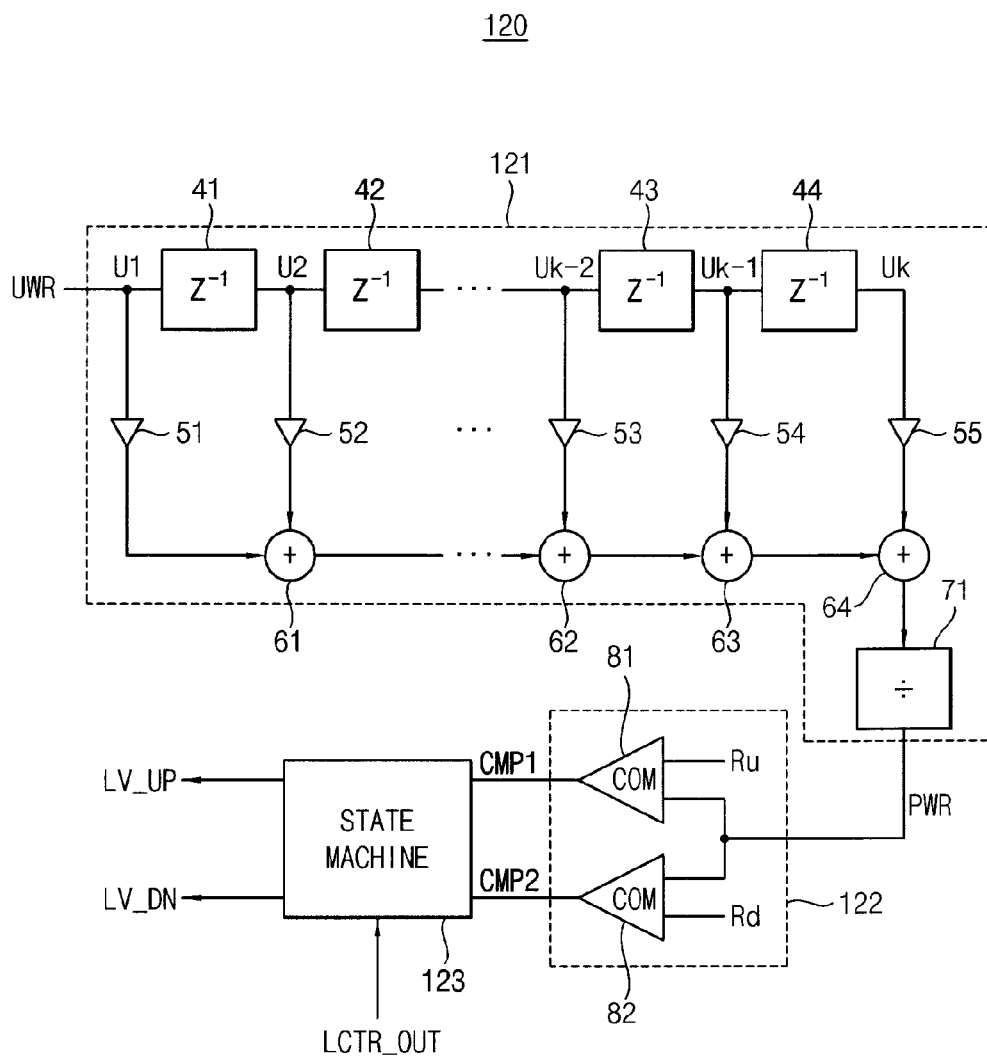 120
121
41
42
43
44
UWR
U1
Z⁻¹
U2
Z⁻¹
···
Uk-2
Z⁻¹
Uk-1
Z⁻¹
Uk
51
52
···
53
54
55
+
···
+
+
+
61
62
63
64
71
÷
81
COM
Ru
CMP1
LV_UP
STATE
MACHINE
PWR
LV_DN
CMP2
COM
Rd
122
123
82
LCTR_OUT